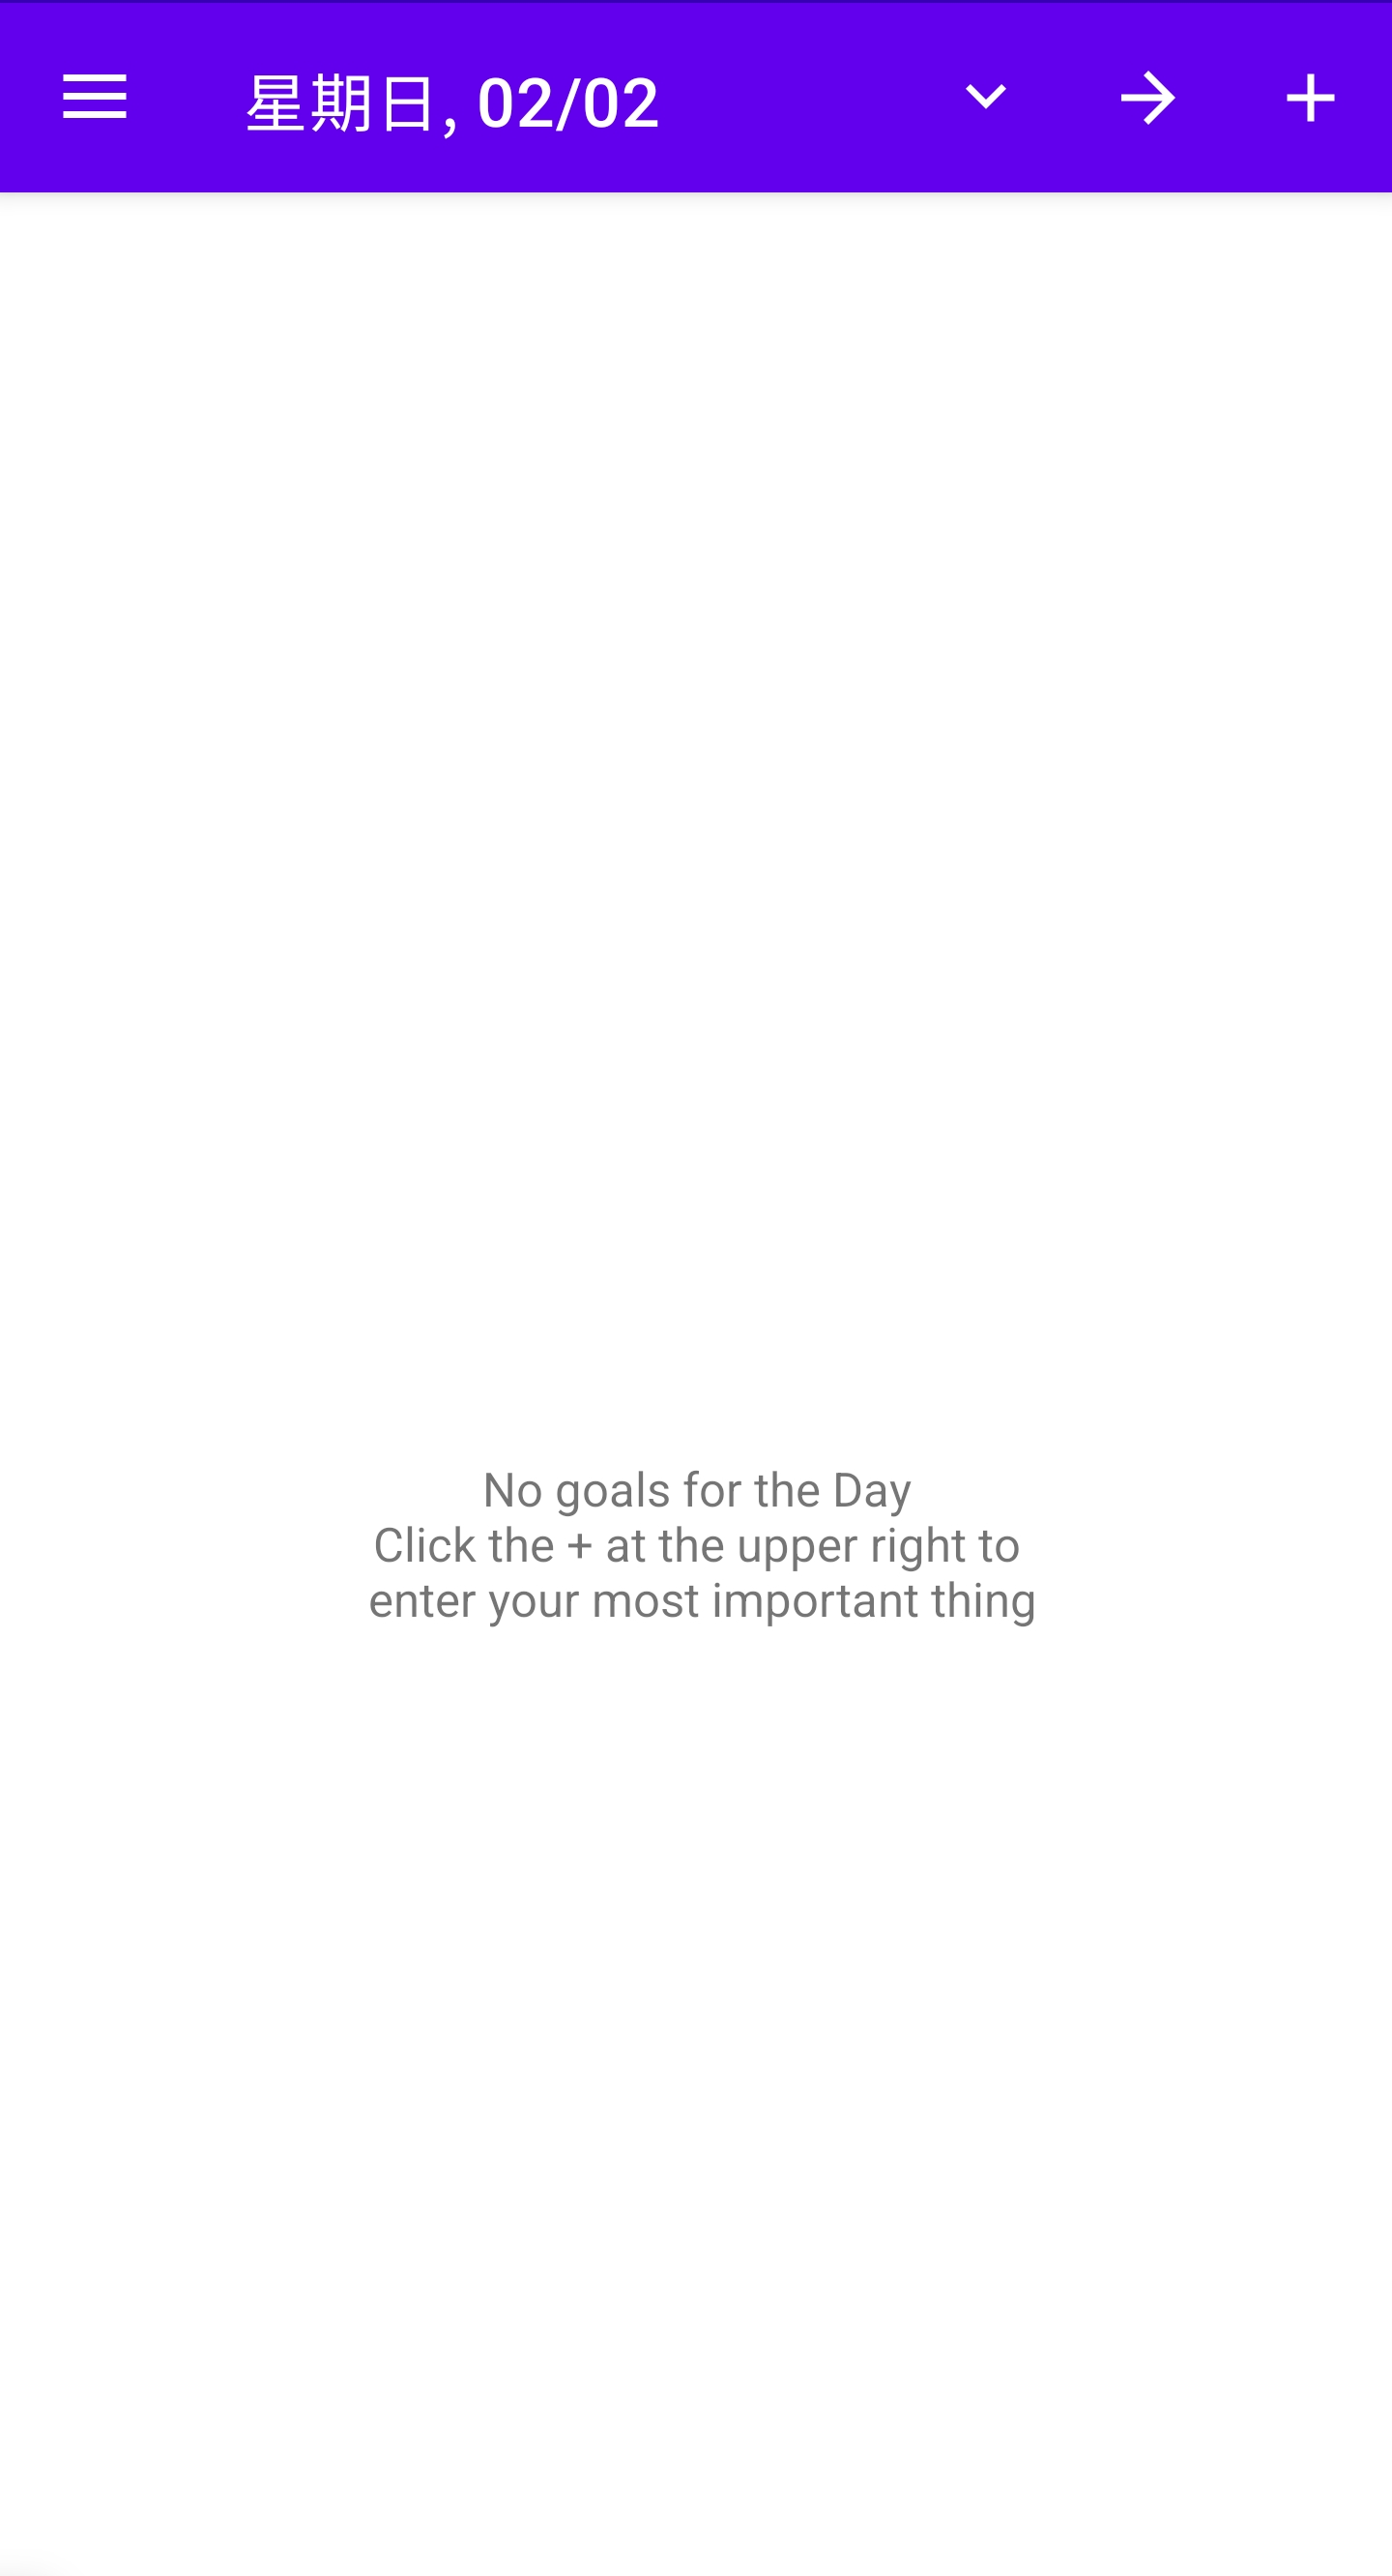 星期日, 02/02
No goals for the Day
Click the + at the upper right to
enter your most important thing